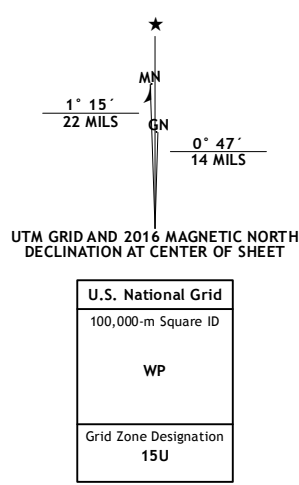 MN
1° 15´
22 MILS
GN
0° 47´
14 MILS
UTM GRID AND 2016 MAGNETIC NORTH
DECLINATION AT CENTER OF SHEET
U.S. National Grid
100,000-m Square ID
WP
Grid Zone Designation
15U